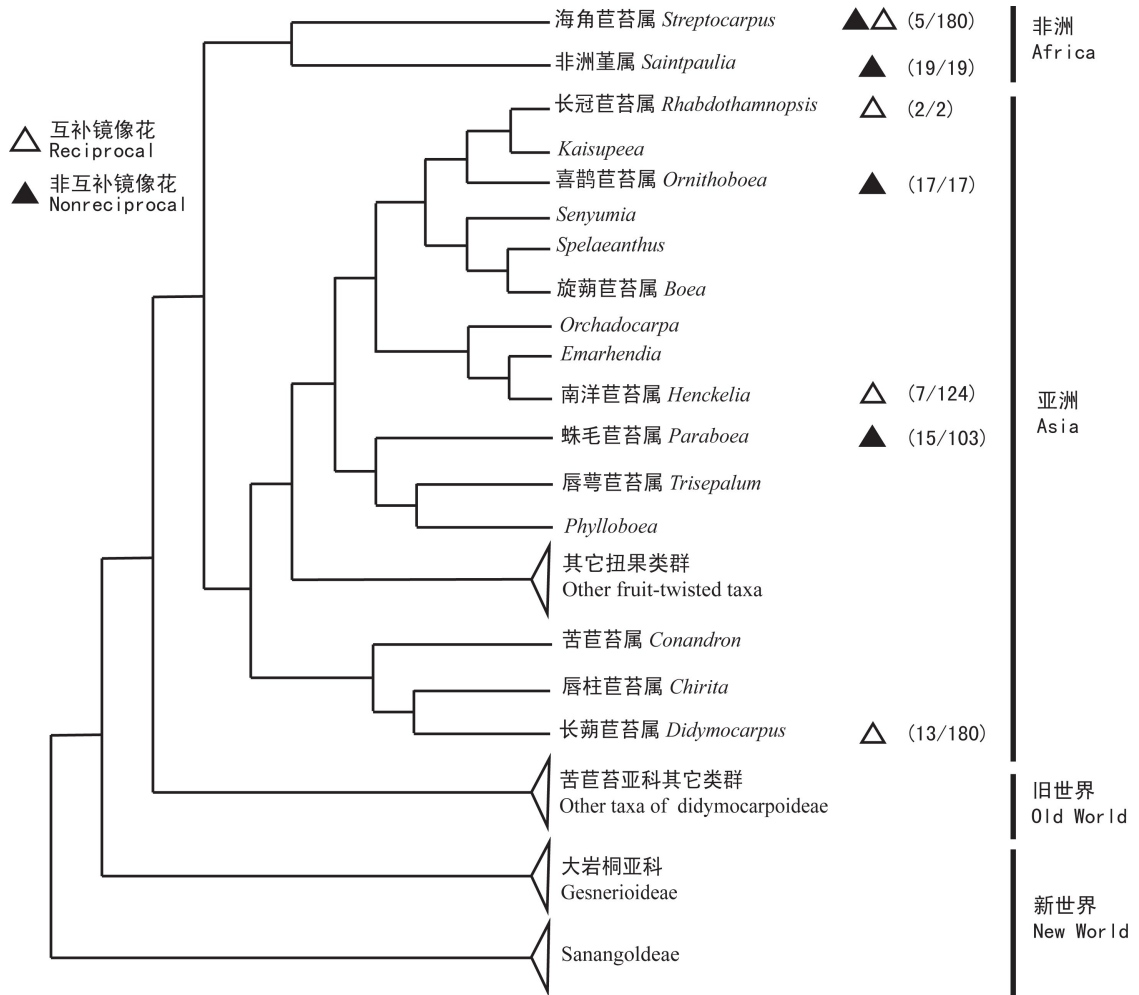 海角苣苔属 Streptocarpus (5/180)
非洲堇属 Saintpaulia (19/19)
非洲
Africa
长冠苣苔属 Rhabdothamnopsis (2/2)
Kaisupeea
喜鹊苣苔属 Ornithoboea (17/17)
Senyumia
Spelaeanthus
旋蒴苣苔属 Boea
Orchadocarpa
Emarhendia
南洋苣苔属 Henckelia (7/124)
蛛毛苣苔属 Paraboea (15/103)
唇萼苣苔属 Trisepalum
Phylloboea
其它扭果类群
Other fruit-twisted taxa
苦苣苔属 Conandron
唇柱苣苔属 Chirita
长蒴苣苔属 Didymocarpus (13/180)
亚洲
Asia
苦苣苔亚科其它类群
Other taxa of didymocarpoideae
旧世界
Old World
大岩桐亚科
Gesnerioideae
Sanangoldeae
新世界
New World
互补镜像花
Reciprocal
非互补镜像花
Nonreciprocal